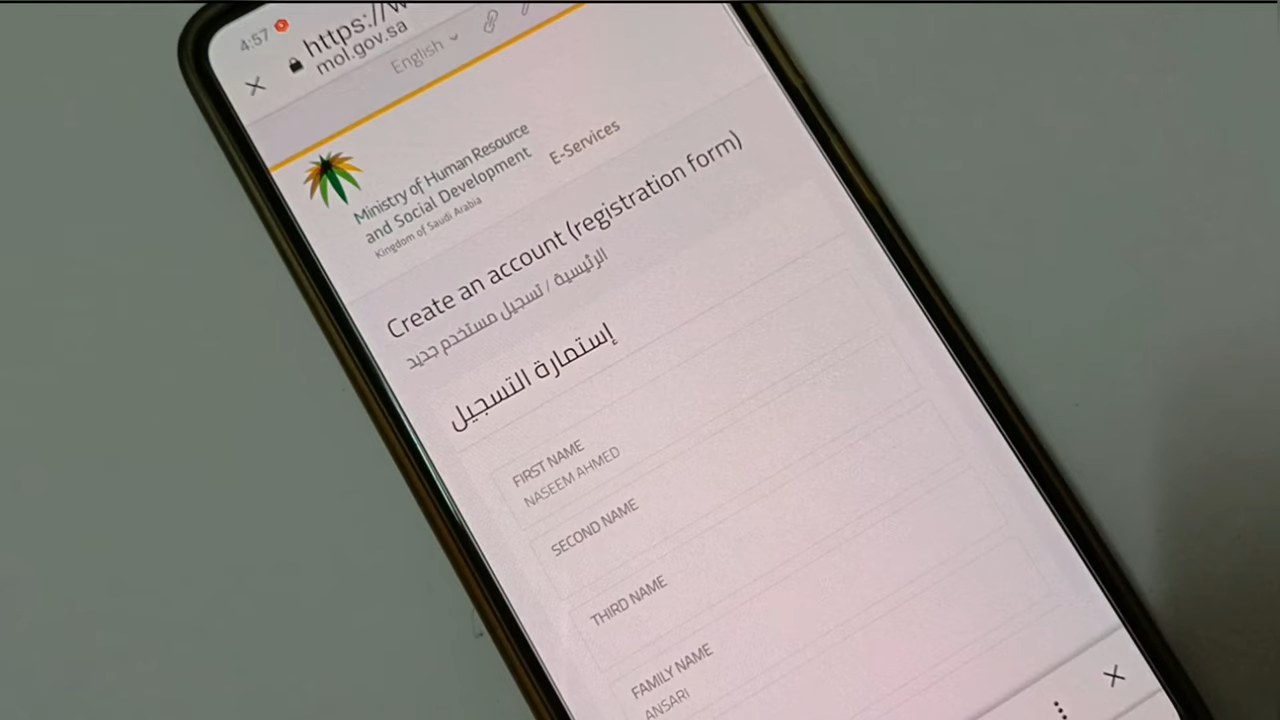 4:57
https://w
mol.gov.sa
English
Ministry of Human Resource
and Social Development
Kingdom of Saudi Arabia
E-Services
Create an account (registration form)
الرئيسية / تسجيل مستخدم جديد
إستمارة التسجيل
FIRST NAME
NASEEM AHMED
SECOND NAME
THIRD NAME
FAMILY NAME
ANSARI